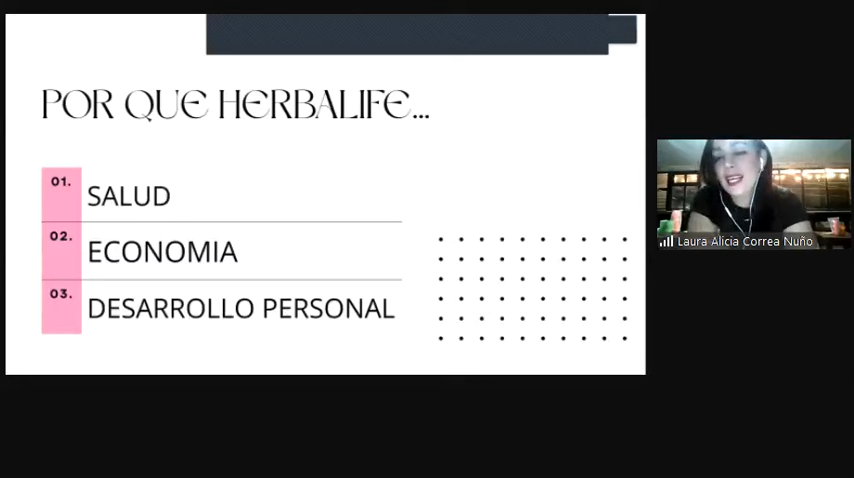 POR QUE HERBALIFE...
01.
SALUD
02.
ECONOMIA
03.
DESARROLLO PERSONAL
Laura Alicia Correa Nuño